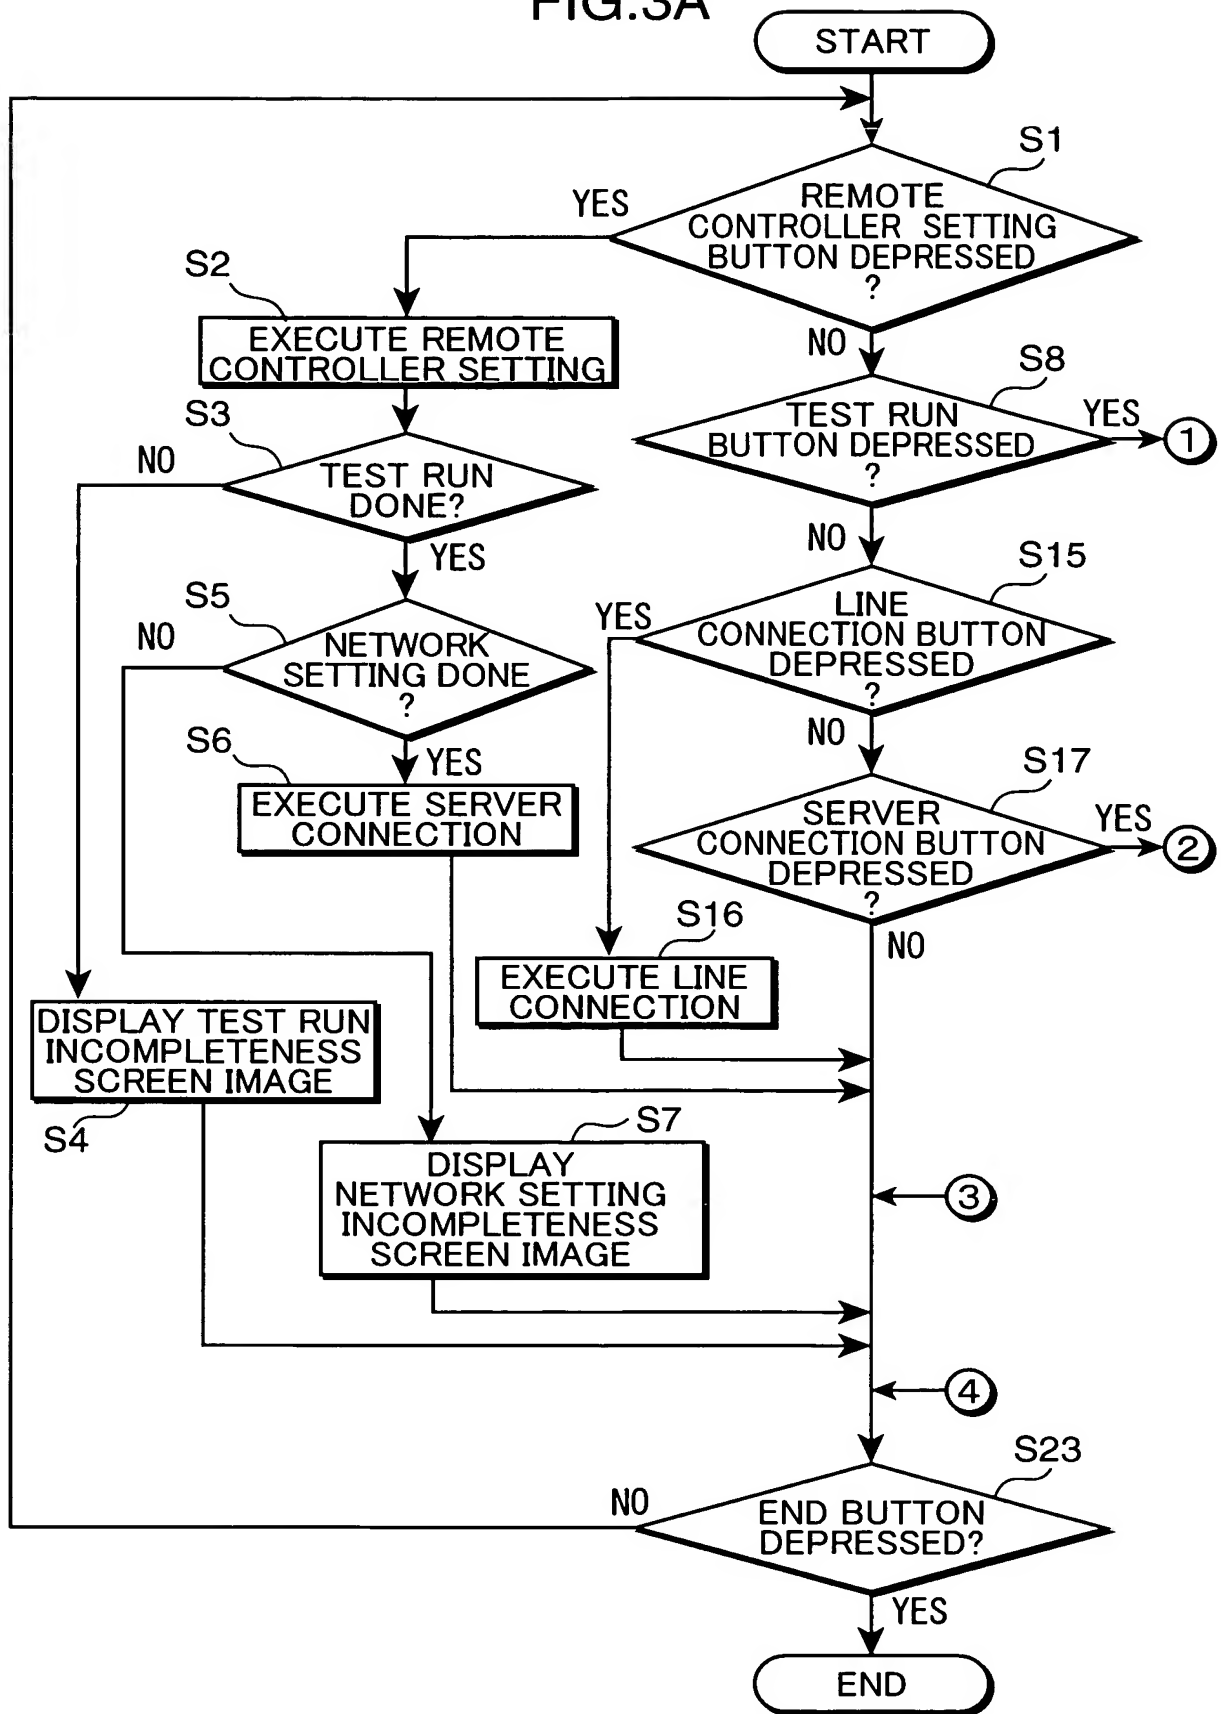 FIG.3A
START
S1
REMOTE
CONTROLLER SETTING
BUTTON DEPRESSED
?
YES
NO
S2
EXECUTE REMOTE
CONTROLLER SETTING
S8
TEST RUN
BUTTON DEPRESSED
?
YES
1
NO
S3
TEST RUN
DONE?
NO
YES
S15
LINE
CONNECTION BUTTON
DEPRESSED
?
YES
NO
S5
NETWORK
SETTING DONE
?
NO
YES
S6
EXECUTE SERVER
CONNECTION
S17
SERVER
CONNECTION BUTTON
DEPRESSED
?
YES
2
NO
S16
EXECUTE LINE
CONNECTION
DISPLAY TEST RUN
INCOMPLETENESS
SCREEN IMAGE
S4
S7
DISPLAY
NETWORK SETTING
INCOMPLETENESS
SCREEN IMAGE
3
4
S23
END BUTTON
DEPRESSED?
NO
YES
END